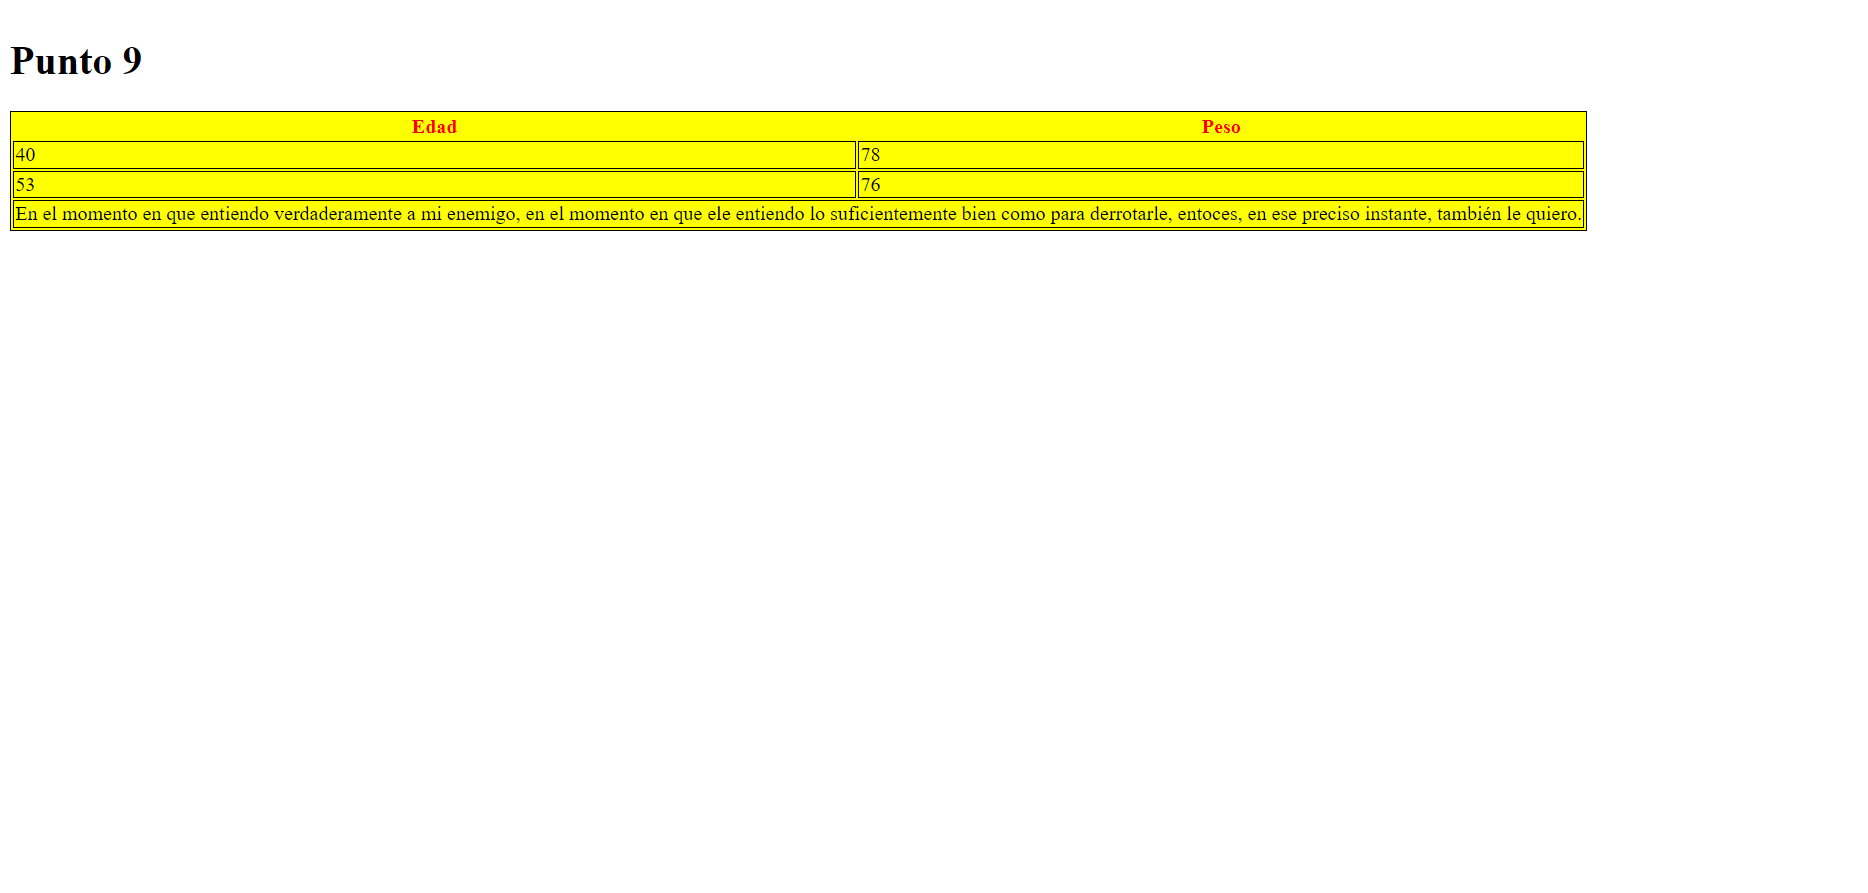 Punto 9
Edad Peso
40 78
53 76
En el momento en que entiendo verdaderamente a mi enemigo, en el momento en que ele entiendo lo suficientemente bien como para derrotarle, entoces, en ese preciso instante, también le quiero.